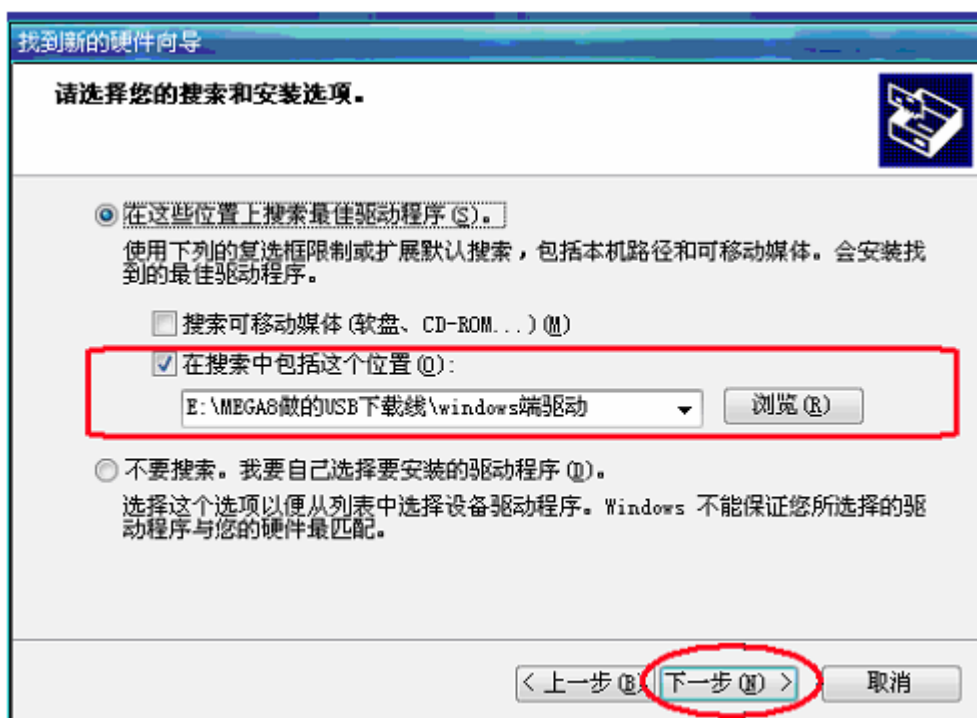 找到新的硬件向导
请选择您的搜索和安装选项。
在这些位置上搜索最佳驱动程序(S)。
使用下列的复选框限制或扩展默认搜索，包括本机路径和可移动媒体。会安装找
到的最佳驱动程序。
搜索可移动媒体(软盘、CD-ROM...)(M)
在搜索中包括这个位置(O):
E:\MEGA8做的USB下载线\windows端驱动
浏览(R)
不要搜索。我要自己选择要安装的驱动程序(D)。
选择这个选项以便从列表中选择设备驱动程序。Windows 不能保证您所选择的驱
动程序与您的硬件最匹配。
< 上一步(B)
下一步(N) >
取消